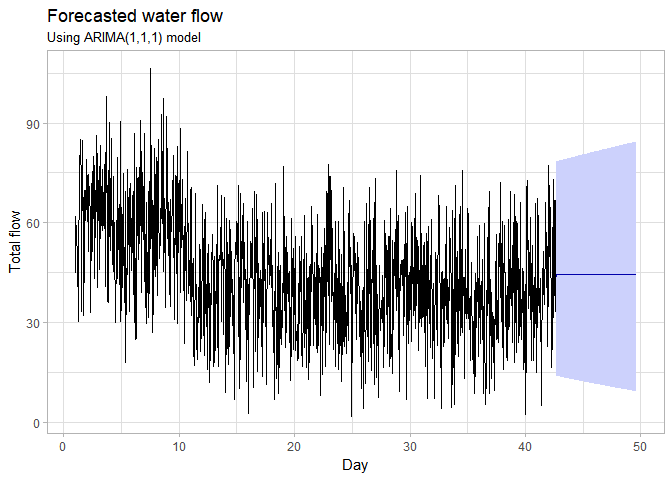 Forecasted water flow
Using ARIMA(1,1,1) model
Total flow
90
60
30
0
0 10 20 30 40 50
Day